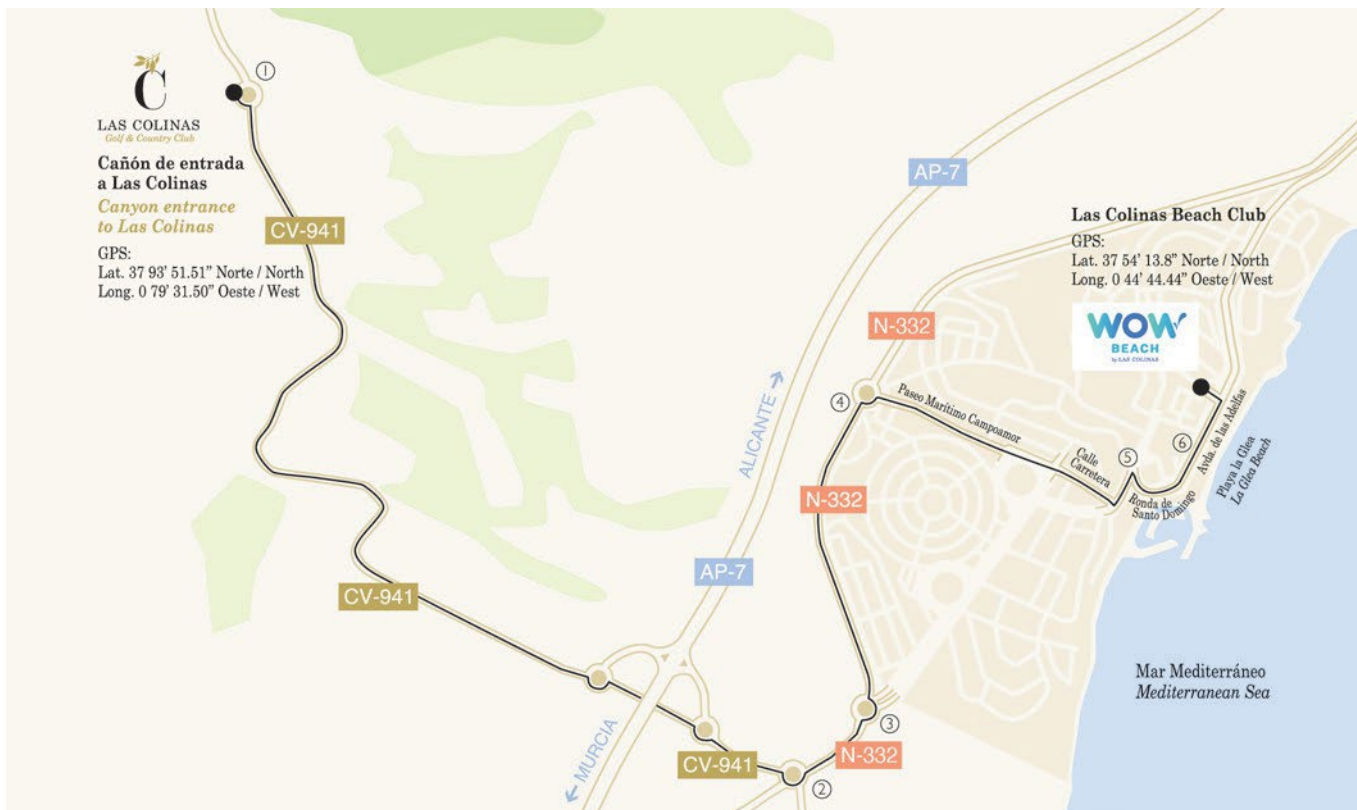 1
C
LAS COLINAS
Golf & Country Club
Cañón de entrada
a Las Colinas
Canyon entrance
to Las Colinas
GPS:
Lat. 37 93’ 51.51” Norte / North
Long. 0 79’ 31.50” Oeste / West
CV-941
AP-7
Las Colinas Beach Club
GPS:
Lat. 37 54’ 13.8” Norte / North
Long. 0 44’ 44.44” Oeste / West
WOW
BEACH
by LAS COLINAS
N-332
4
Paseo Marítimo Campoamor
ALICANTE
Calle
Carretera
5
6
Avda. de las Adelfas
Playa la Glea
La Glea Beach
Ronda de
Santo Domingo
N-332
AP-7
CV-941
Mar Mediterráneo
Mediterranean Sea
MURCIA
3
N-332
CV-941
2